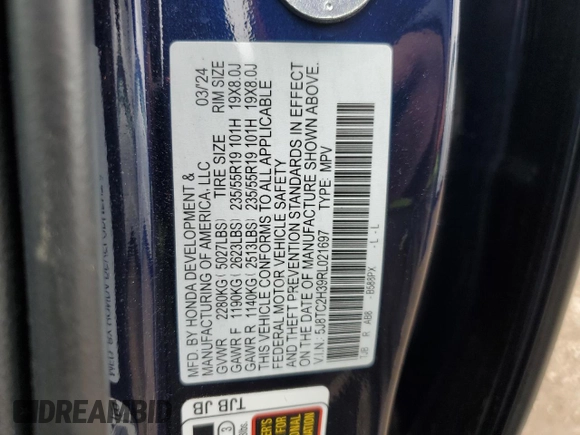 MFD. BY HONDA DEVELOPMENT & 03/'24
MANUFACTURING OF AMERICA, LLC
TIRE SIZE RIM SIZE
GVWR 2280KG (5027LBS)
GAWR F 1190KG (2623LBS) 235/55R19 101H 19X8.0J
GAWR R 1140KG (2513LBS) 235/55R19 101H 19X8.0J
THIS VEHICLE CONFORMS TO ALL APPLICABLE
FEDERAL MOTOR VEHICLE SAFETY
AND THEFT PREVENTION STANDARDS IN EFFECT
ON THE DATE OF MANUFACTURE SHOWN ABOVE.
V.I.N: 5J8TC2H39RL021697 TYPE: MPV
TJB R AB8 -B588PX -L -L
TJB JB
DREAMBID